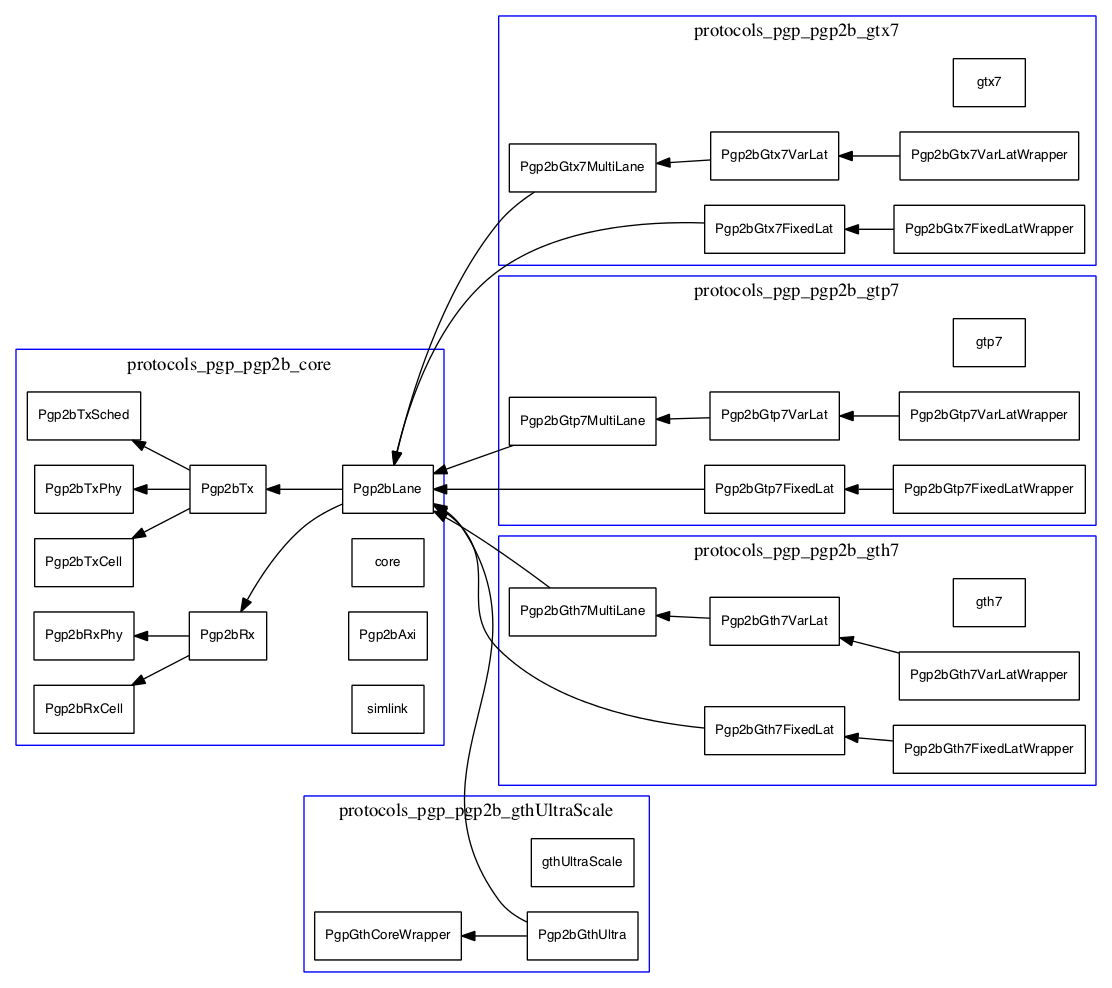 protocols_pgp_pgp2b_gtx7
gtx7
Pgp2bGtx7MultiLane
Pgp2bGtx7VarLat
Pgp2bGtx7VarLatWrapper
Pgp2bGtx7FixedLat
Pgp2bGtx7FixedLatWrapper
protocols_pgp_pgp2b_gtp7
gtp7
Pgp2bGtp7MultiLane
Pgp2bGtp7VarLat
Pgp2bGtp7VarLatWrapper
Pgp2bGtp7FixedLat
Pgp2bGtp7FixedLatWrapper
protocols_pgp_pgp2b_core
Pgp2bTxSched
Pgp2bTxPhy
Pgp2bTx
Pgp2bLane
Pgp2bTxCell
core
Pgp2bRxPhy
Pgp2bRx
Pgp2bAxi
Pgp2bRxCell
simlink
protocols_pgp_pgp2b_gth7
gth7
Pgp2bGth7MultiLane
Pgp2bGth7VarLat
Pgp2bGth7VarLatWrapper
Pgp2bGth7FixedLat
Pgp2bGth7FixedLatWrapper
protocols_pgp_pgp2b_gthUltraScale
gthUltraScale
PgpGthCoreWrapper
Pgp2bGthUltra